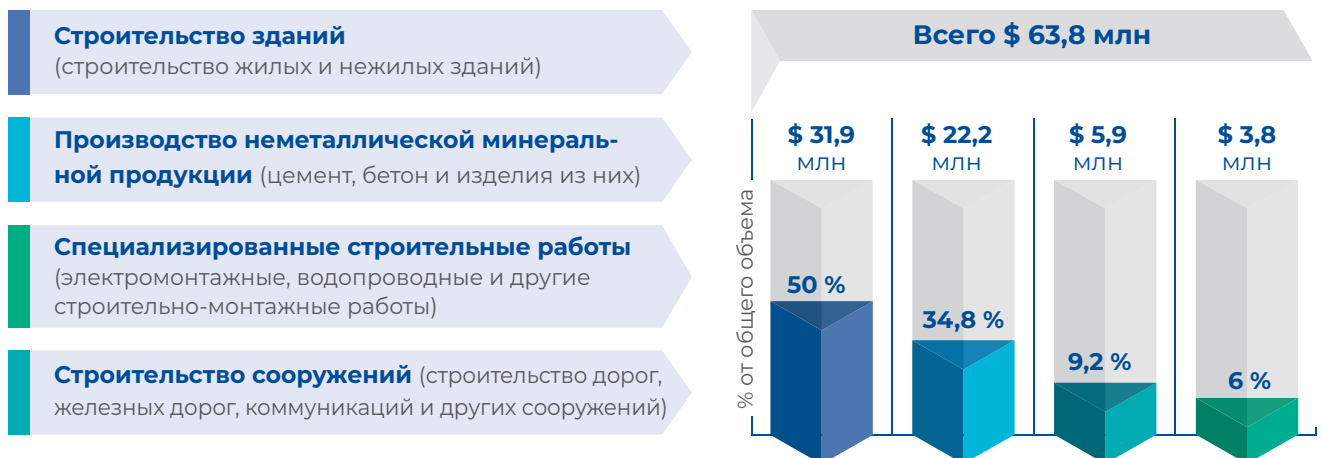 Строительство зданий
(строительство жилых и нежилых зданий)
Производство неметаллической минераль-
ной продукции (цемент, бетон и изделия из них)
Специализированные строительные работы
(электромонтажные, водопроводные и другие
строительно-монтажные работы)
Строительство сооружений (строительство дорог,
железных дорог, коммуникаций и других сооружений)
Всего $ 63,8 млн
$ 31,9
млн
$ 22,2
млн
$ 5,9
млн
$ 3,8
млн
% от общего объема
50 %
34,8 %
9,2 %
6 %